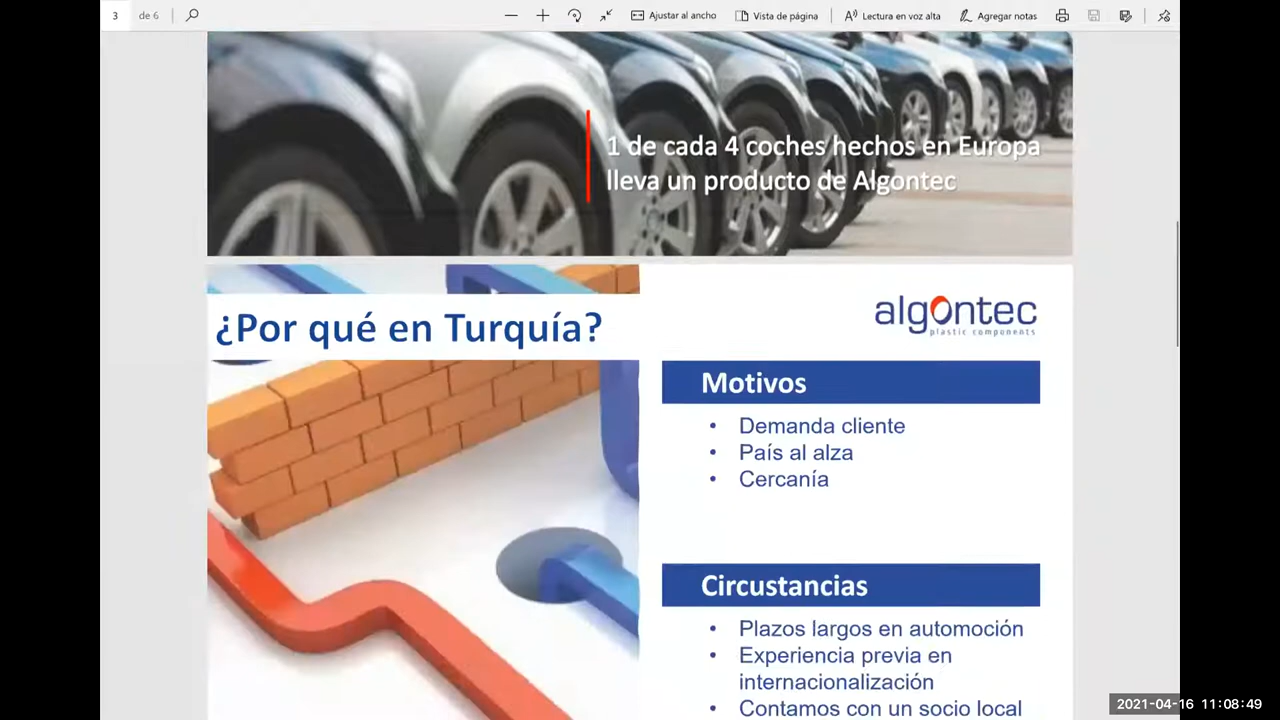 3 de 6 Ajustar al ancho Vista de página Lectura en voz alta Agregar notas
1 de cada 4 coches hechos en Europa
lleva un producto de Algontec
¿Por qué en Turquía?
algontec
plastic components
Motivos
• Demanda cliente
• País al alza
• Cercanía
Circustancias
• Plazos largos en automoción
• Experiencia previa en
internacionalización
• Contamos con un socio local
2021-04-16 11:08:49